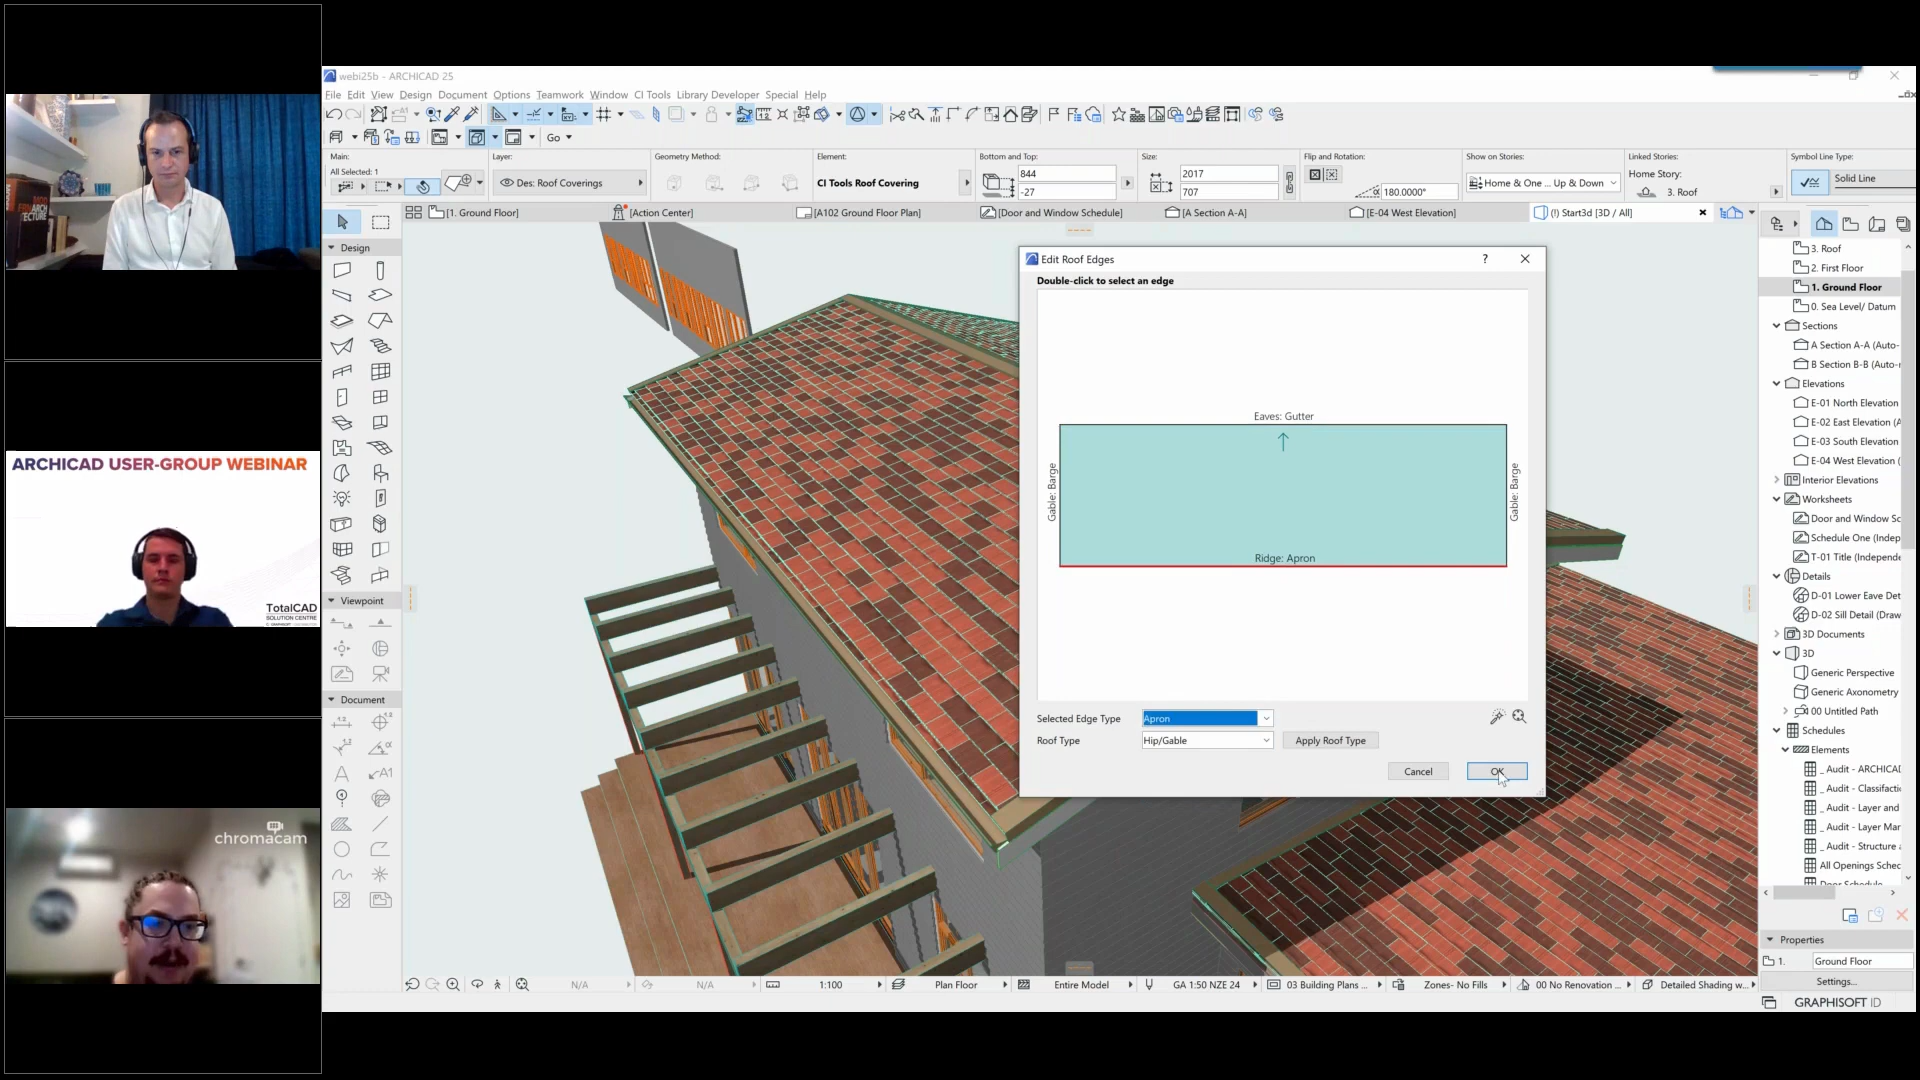 webi25b - ARCHICAD 25
File Edit View Design Document Options Teamwork Window CI Tools Library Developer Special Help
Go
Main:
All Selected: 1
Layer:
Des: Roof Coverings
Geometry Method:
Element:
CI Tools Roof Covering
Bottom and Top:
844
-27
Size:
2017
707
Flip and Rotation:
180.0000°
Show on Stories:
Home & One ... Up & Down
Linked Stories:
Home Story:
3. Roof
Symbol Line Type:
Solid Line
[1. Ground Floor]
[Action Center]
[A102 Ground Floor Plan]
[Door and Window Schedule]
[A Section A-A]
[E-04 West Elevation]
(!) Start3d [3D / All]
Design
Viewpoint
Document
Edit Roof Edges
?
Double-click to select an edge
Eaves: Gutter
Gable: Barge
Gable: Barge
Ridge: Apron
Selected Edge Type
Apron
Roof Type
Hip/Gable
Apply Roof Type
Cancel
OK
3. Roof
2. First Floor
1. Ground Floor
0. Sea Level/ Datum
Sections
A Section A-A (Auto-
B Section B-B (Auto-r
Elevations
E-01 North Elevation
E-02 East Elevation (A
E-03 South Elevation
E-04 West Elevation (
Interior Elevations
Worksheets
Door and Window Sc
Schedule One (Indep
T-01 Title (Independe
Details
D-01 Lower Eave Det
D-02 Sill Detail (Draw
3D Documents
3D
Generic Perspective
Generic Axonometry
00 Untitled Path
Schedules
Elements
_ Audit - ARCHICAD
_ Audit - Classifactio
_ Audit - Layer and
_ Audit - Layer Mar
_ Audit - Structure a
All Openings Sched
Door Schedule
Properties
1.
Ground Floor
Settings...
GRAPHISOFT ID
N/A
N/A
1:100
Plan Floor
Entire Model
GA 1:50 NZE 24
03 Building Plans ...
Zones- No Fills
00 No Renovation ...
Detailed Shading w...
ARCHICAD USER-GROUP WEBINAR
TotalCAD
SOLUTION CENTRE
chromacam